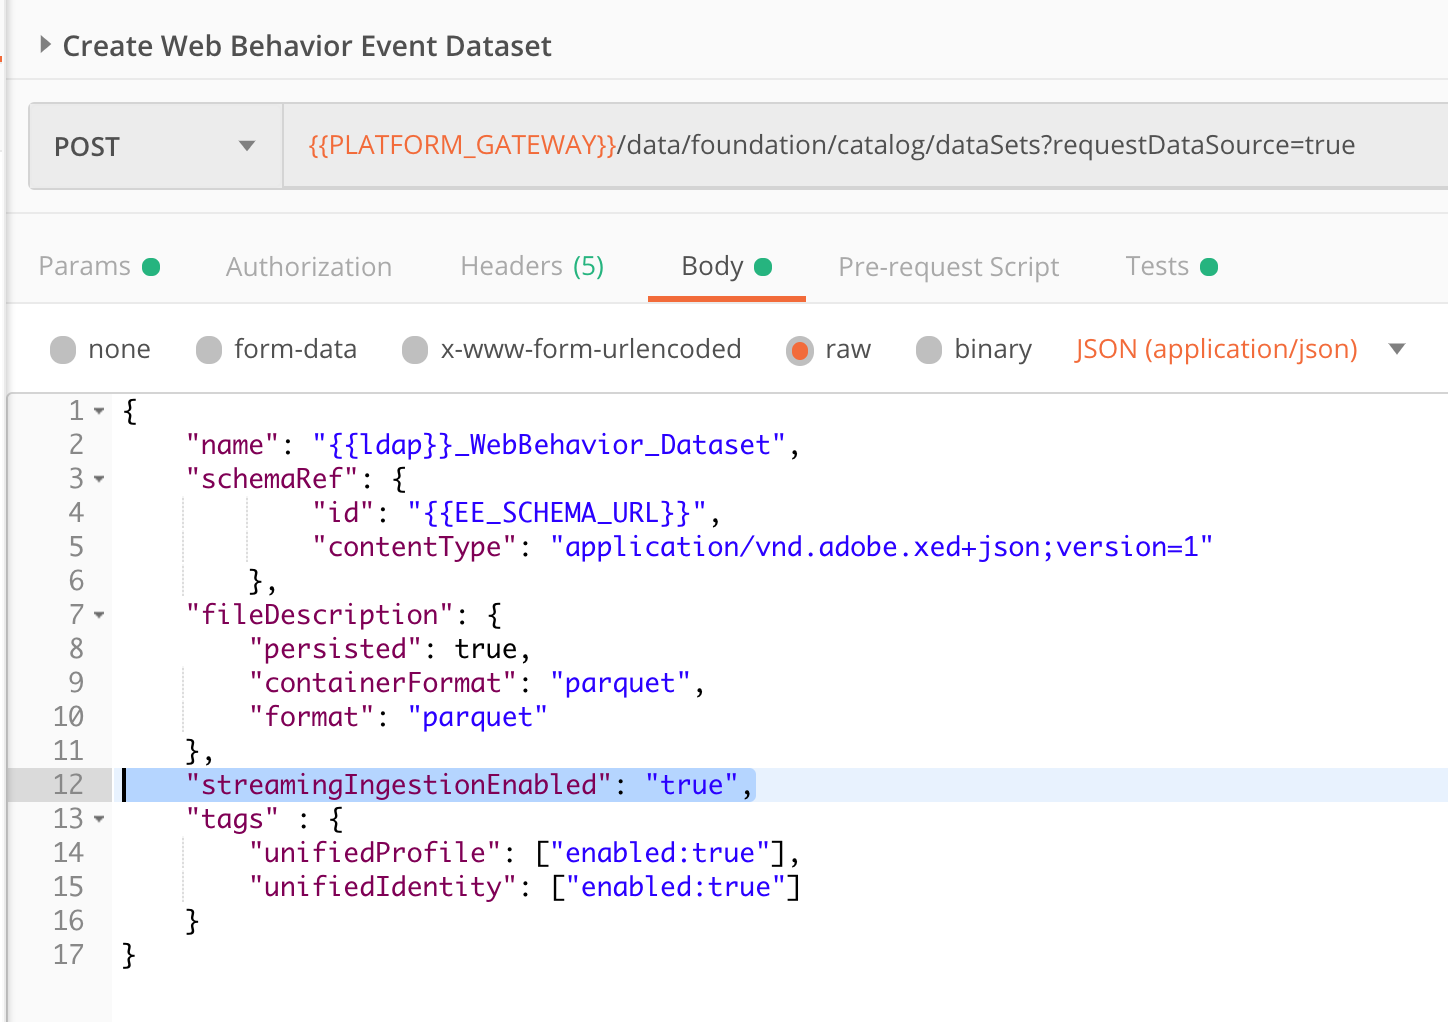 Create Web Behavior Event Dataset
POST {{PLATFORM_GATEWAY}}/data/foundation/catalog/dataSets?requestDataSource=true
Params Authorization Headers (5) Body Pre-request Script Tests
none form-data x-www-form-urlencoded raw binary JSON (application/json)
1 {
2 "name": "{{ldap}}_WebBehavior_Dataset",
3 "schemaRef": {
4 "id": "{{EE_SCHEMA_URL}}",
5 "contentType": "application/vnd.adobe.xed+json;version=1"
6 },
7 "fileDescription": {
8 "persisted": true,
9 "containerFormat": "parquet",
10 "format": "parquet"
11 },
12 "streamingIngestionEnabled": "true",
13 "tags" : {
14 "unifiedProfile": ["enabled:true"],
15 "unifiedIdentity": ["enabled:true"]
16 }
17 }